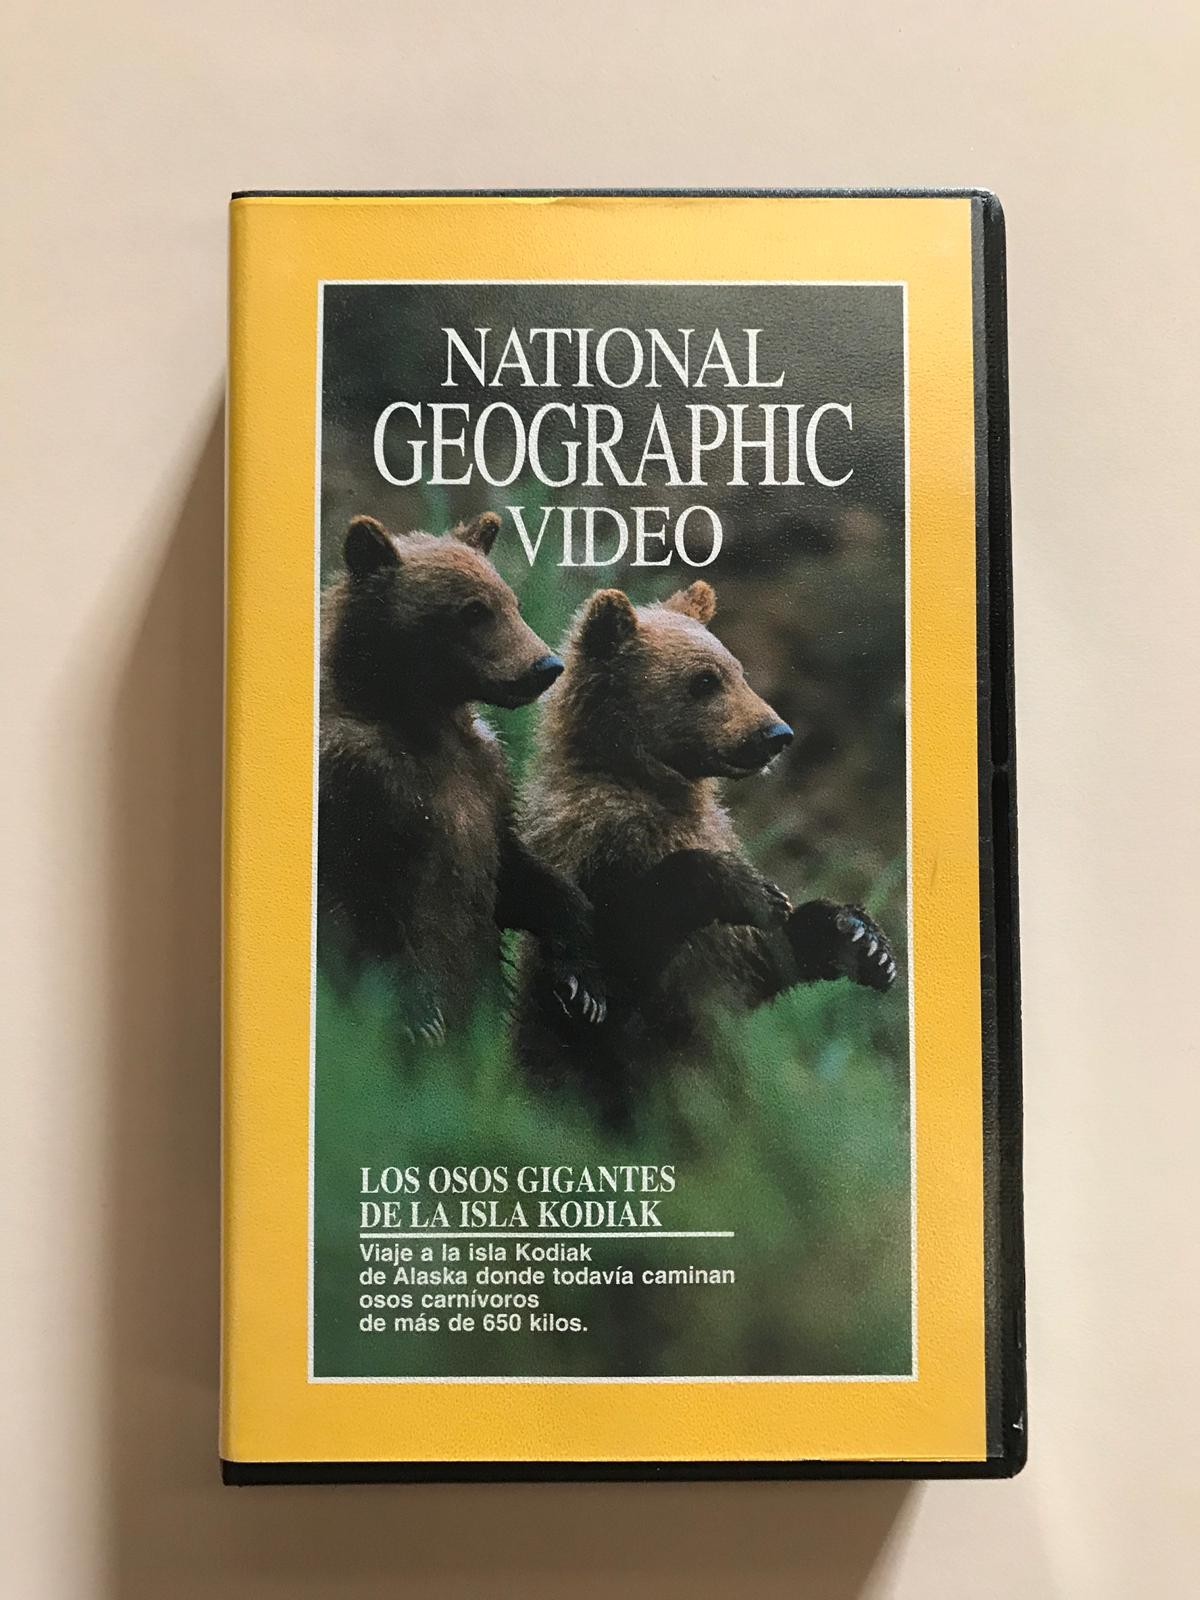 NATIONAL
GEOGRAPHIC
VIDEO
LOS OSOS GIGANTES
DE LA ISLA KODIAK
Viaje a la isla Kodiak
de Alaska donde todavía caminan
osos carnívoros
de más de 650 kilos.